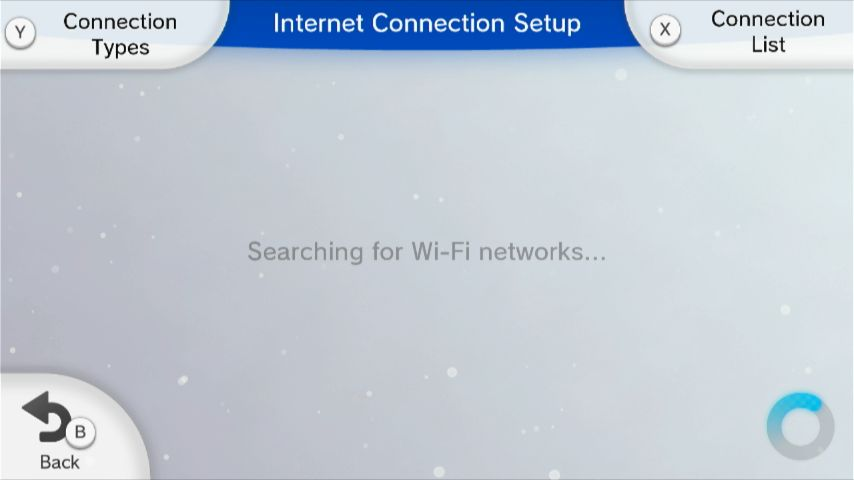 Y
Connection
Types
Internet Connection Setup
X
Connection
List
Searching for Wi-Fi networks...
B
Back